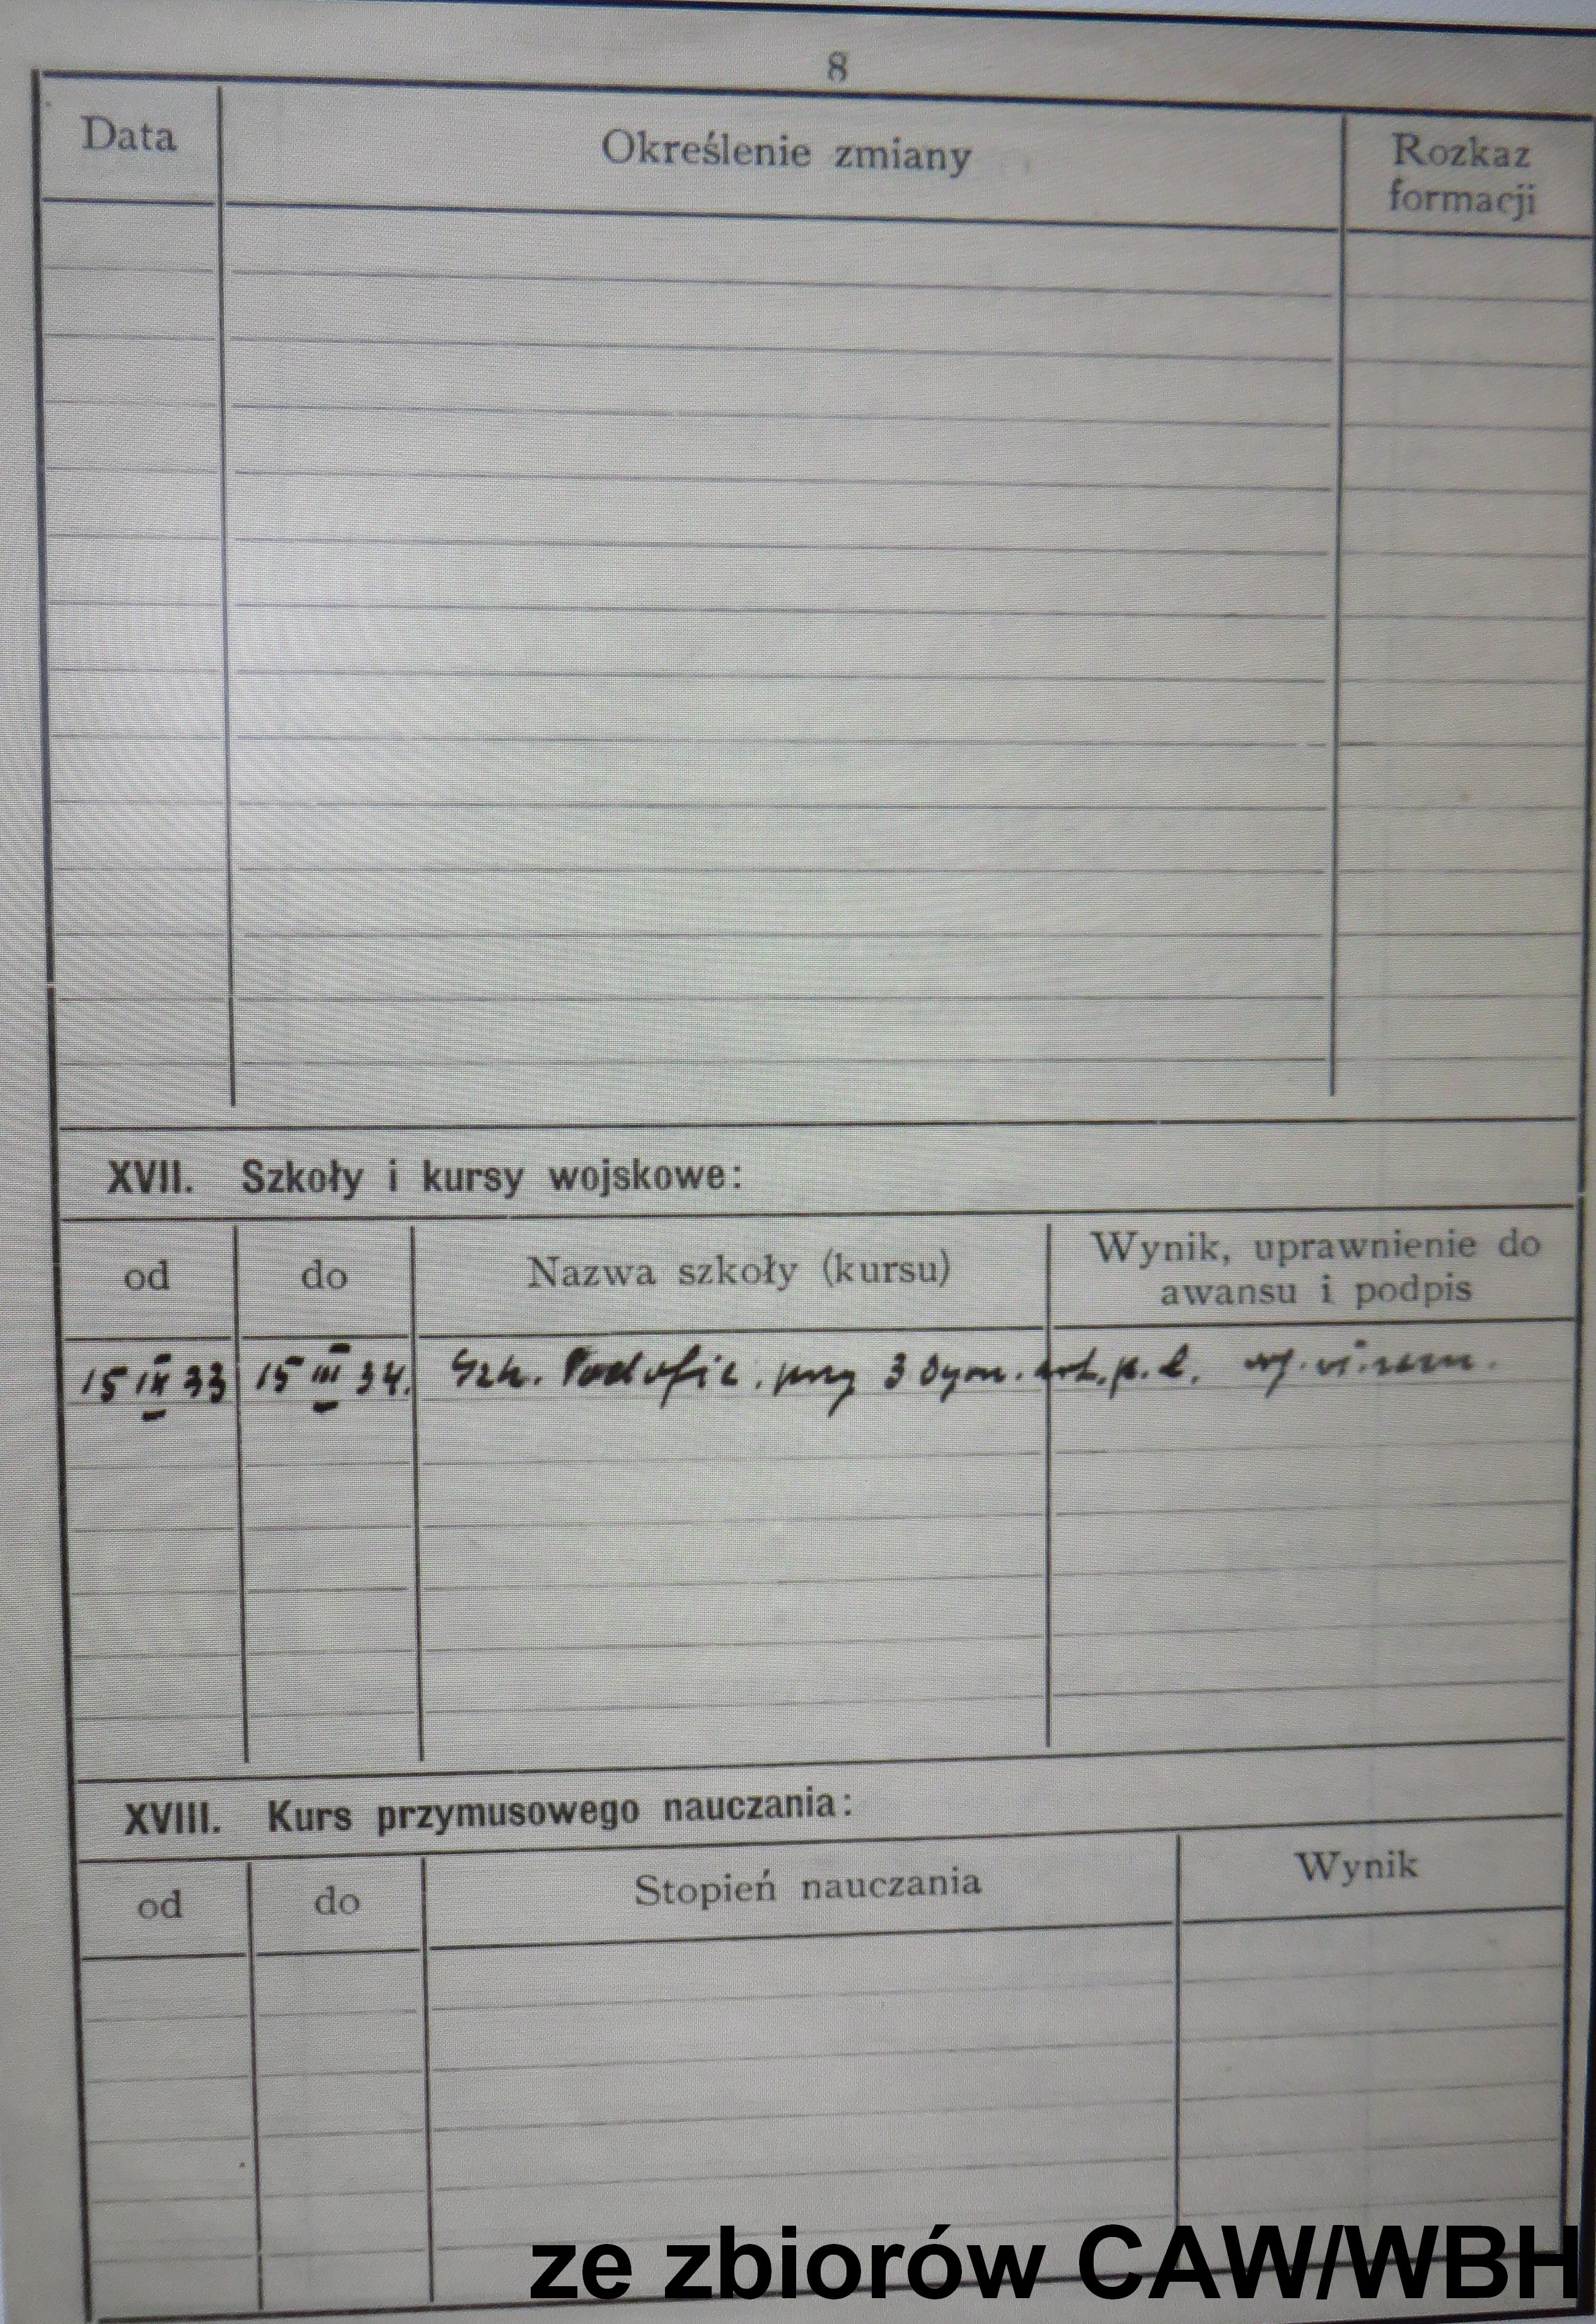 8
Data Określenie zmiany Rozkaz
formacji
XVII. Szkoły i kursy wojskowe:
od do Nazwa szkoły (kursu) Wynik, uprawnienie do
awansu i podpis
15 IX 33 15 III 34. Szk. Podofic. przy 3 Dyon. art. p. l.
XVIII. Kurs przymusowego nauczania:
od do Stopień nauczania Wynik
ze zbiorów CAW/WBH